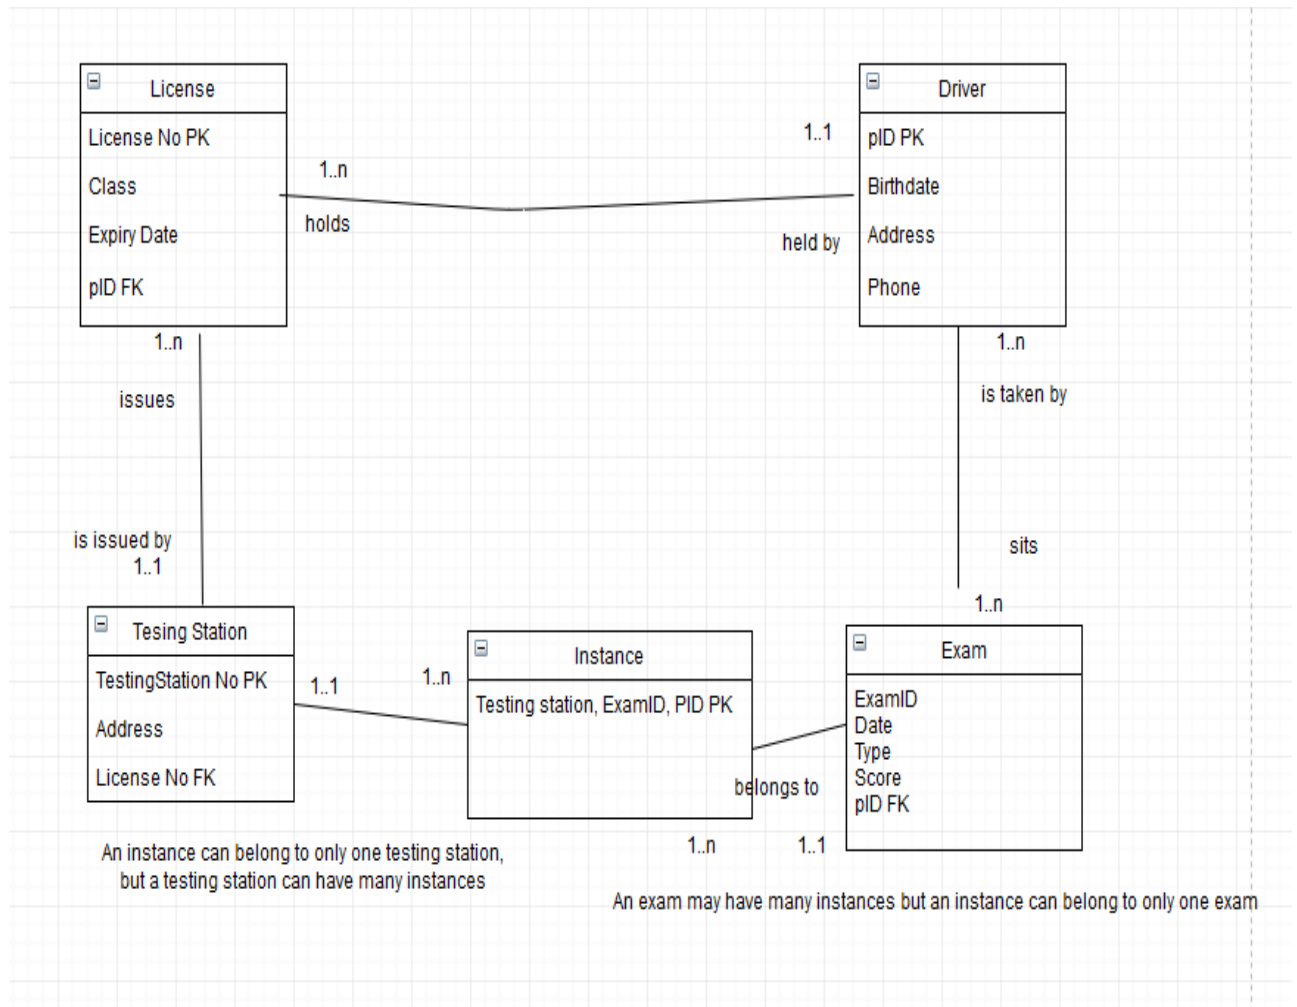 License
License No PK
Class
Expiry Date
pID FK
1..n
holds
1..1
held by
Driver
pID PK
Birthdate
Address
Phone
1..n
issues
is issued by
1..1
1..n
is taken by
sits
1..n
Tesing Station
TestingStation No PK
Address
License No FK
1..1
1..n
Instance
Testing station, ExamID, PID PK
belongs to
1..n
1..1
Exam
ExamID
Date
Type
Score
pID FK
An instance can belong to only one testing station,
but a testing station can have many instances
An exam may have many instances but an instance can belong to only one exam